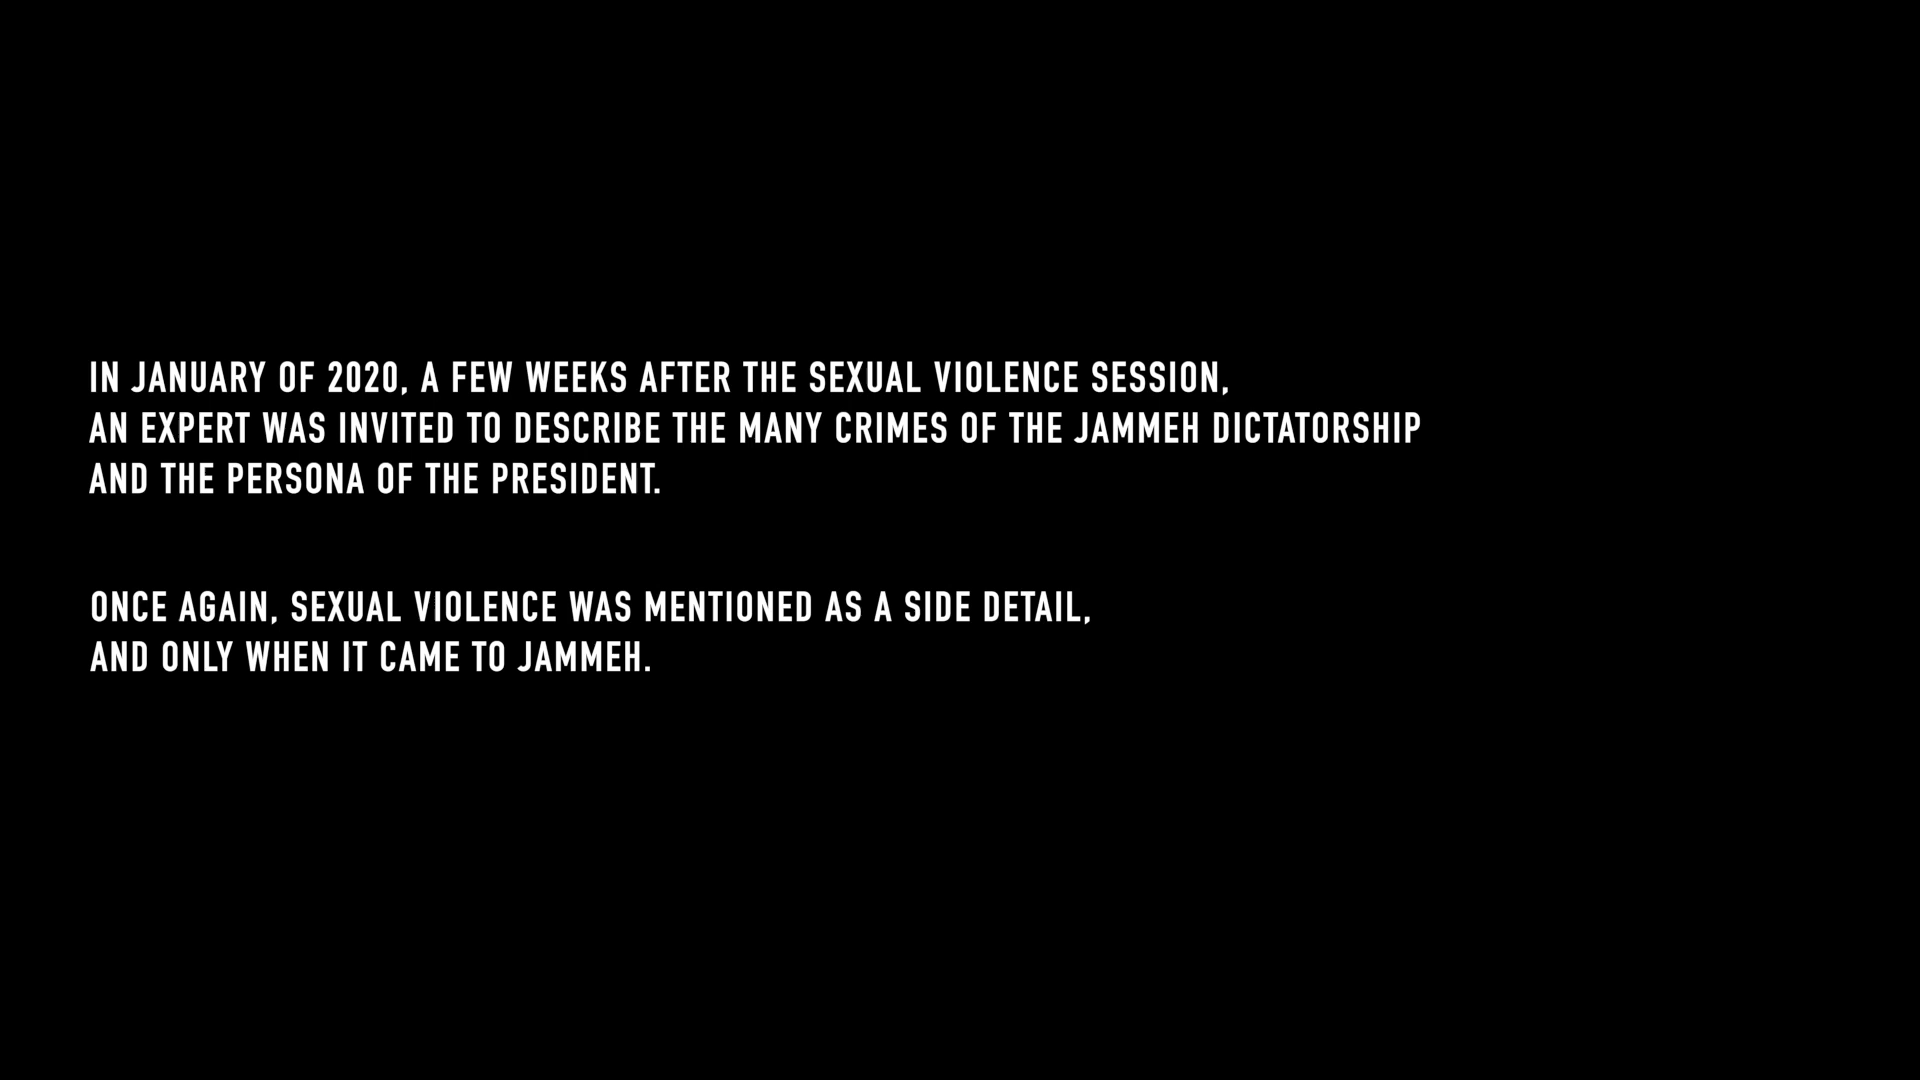 IN JANUARY OF 2020, A FEW WEEKS AFTER THE SEXUAL VIOLENCE SESSION,
AN EXPERT WAS INVITED TO DESCRIBE THE MANY CRIMES OF THE JAMMEH DICTATORSHIP
AND THE PERSONA OF THE PRESIDENT.
ONCE AGAIN, SEXUAL VIOLENCE WAS MENTIONED AS A SIDE DETAIL,
AND ONLY WHEN IT CAME TO JAMMEH.